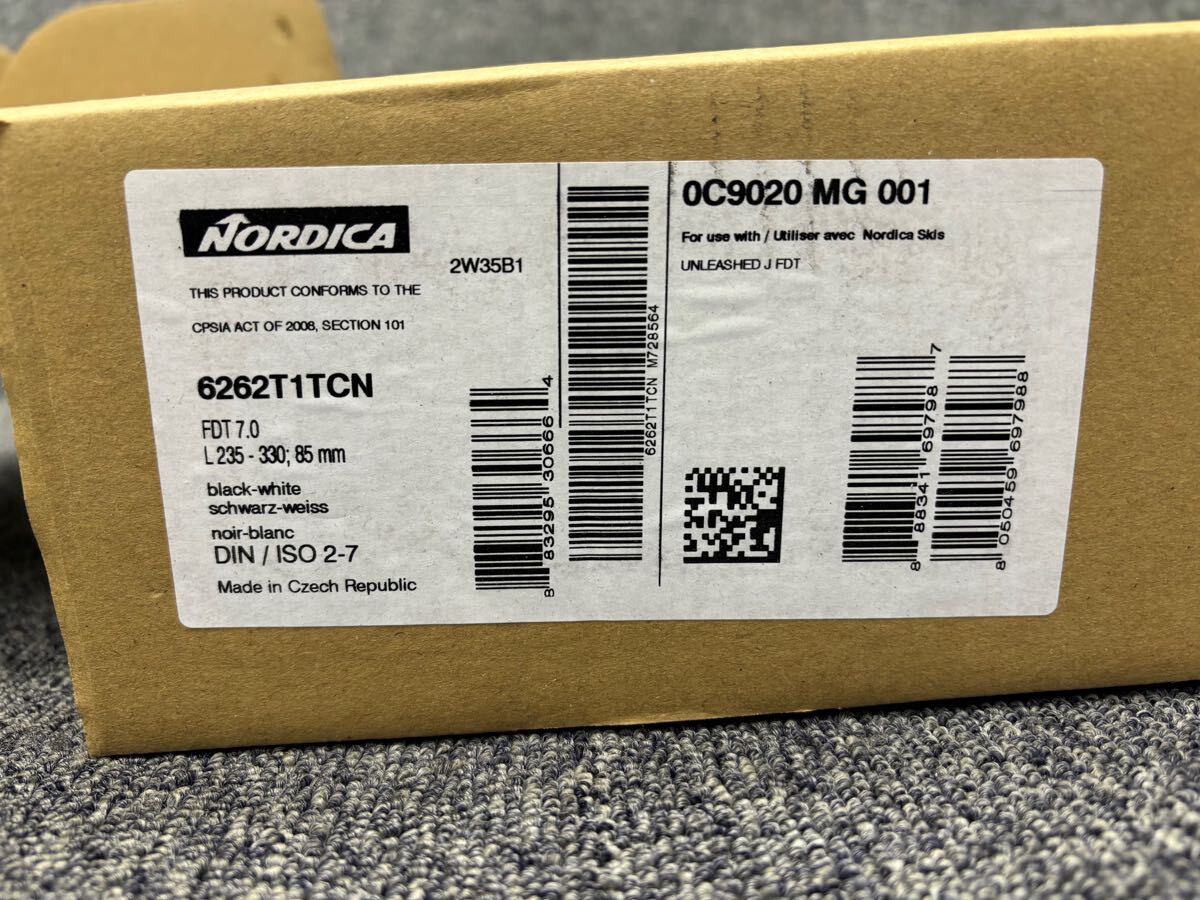 NORDICA
2W35B1
THIS PRODUCT CONFORMS TO THE
CPSIA ACT OF 2008, SECTION 101
6262T1TCN
FDT 7.0
L 235 - 330; 85 mm
black-white
schwarz-weiss
noir-blanc
DIN / ISO 2-7
Made in Czech Republic
8 83295 30666 4
6262T1TCN M728564
0C9020 MG 001
For use with / Utiliser avec Nordica Skis
UNLEASHED J FDT
8 88341 69798 7
8 050459 697988